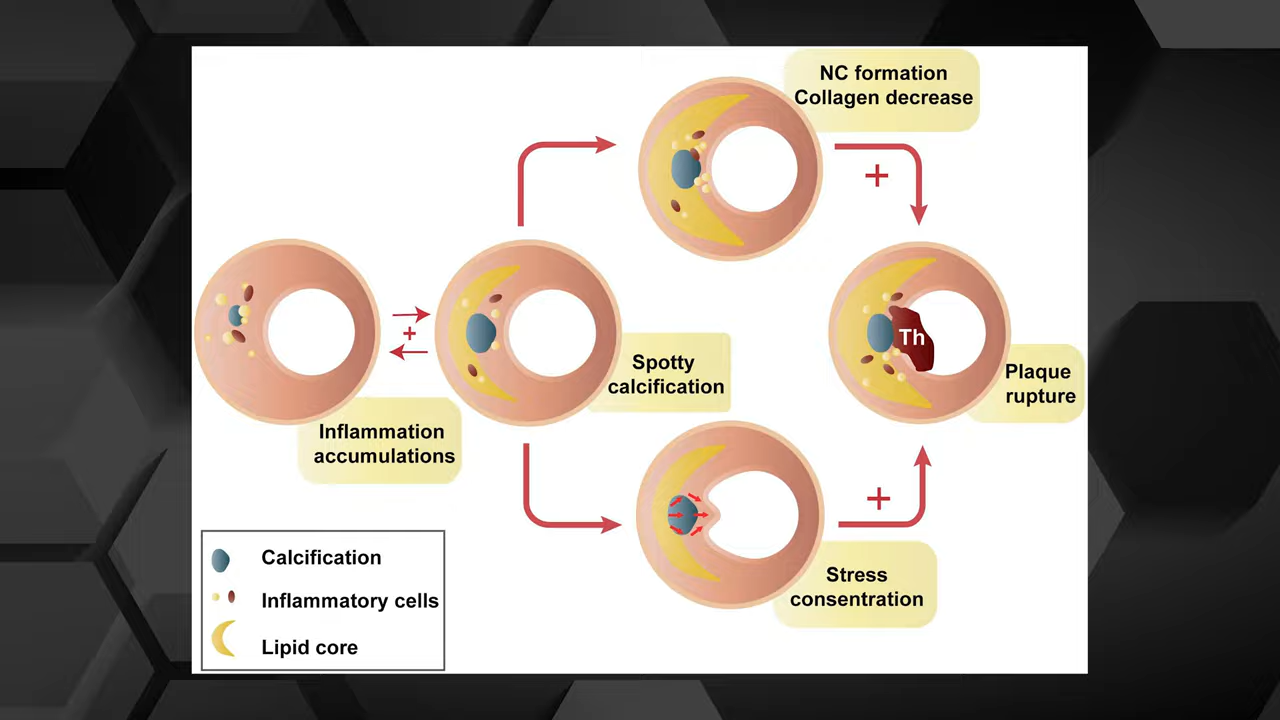 NC formation
Collagen decrease
+
+
Th
Spotty
calcification
Plaque
rupture
Inflammation
accumulations
+
Stress
consentration
Calcification
Inflammatory cells
Lipid core